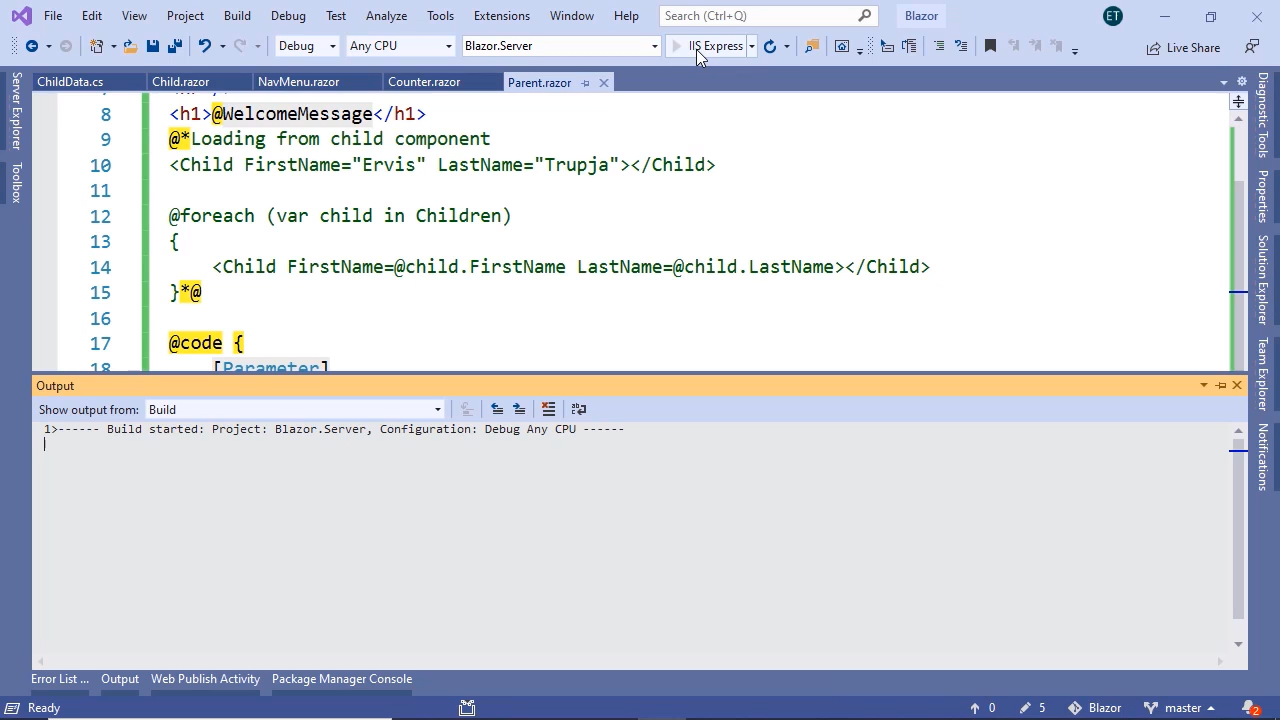 File Edit View Project Build Debug Test Analyze Tools Extensions Window Help Search (Ctrl+Q) Blazor ET
Debug Any CPU Blazor.Server IIS Express Live Share
ChildData.cs Child.razor NavMenu.razor Counter.razor Parent.razor
8 <h1>@WelcomeMessage</h1>
9 @*Loading from child component
10 <Child FirstName="Ervis" LastName="Trupja"></Child>
11
12 @foreach (var child in Children)
13 {
14 <Child FirstName=@child.FirstName LastName=@child.LastName></Child>
15 }*@
16
17 @code {
18 [Parameter]
Output
Show output from: Build
1>------ Build started: Project: Blazor.Server, Configuration: Debug Any CPU ------
Error List ... Output Web Publish Activity Package Manager Console
Ready 0 5 Blazor master 2
Server Explorer
Toolbox
Diagnostic Tools
Properties
Solution Explorer
Team Explorer
Notifications